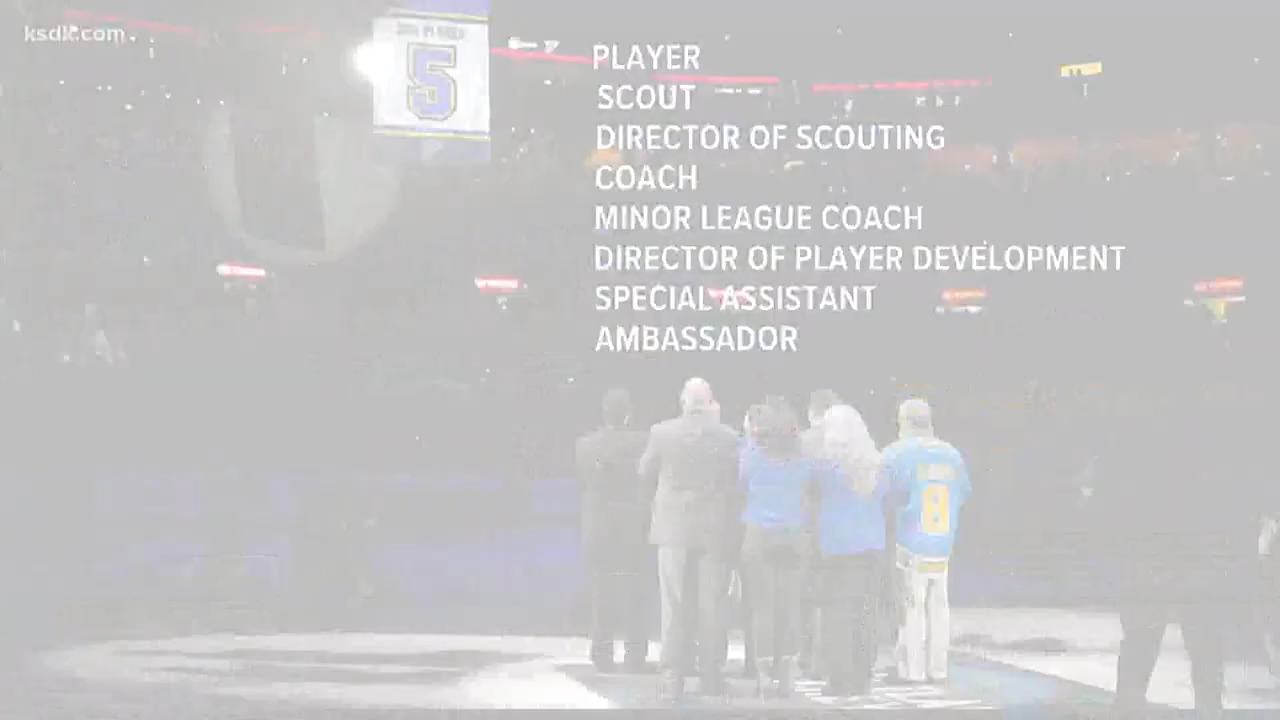 ksdk.com
5
PLAYER
SCOUT
DIRECTOR OF SCOUTING
COACH
MINOR LEAGUE COACH
DIRECTOR OF PLAYER DEVELOPMENT
SPECIAL ASSISTANT
AMBASSADOR
8